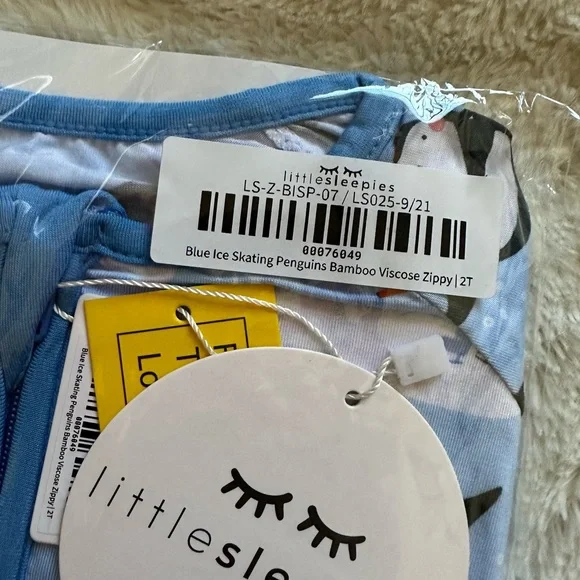 littlesleepies
LS-Z-BISP-07 / LS025-9/21
00076049
Blue Ice Skating Penguins Bamboo Viscose Zippy | 2T
00076049
Blue Ice Skating Penguins Bamboo Viscose Zippy | 2T
littlesle